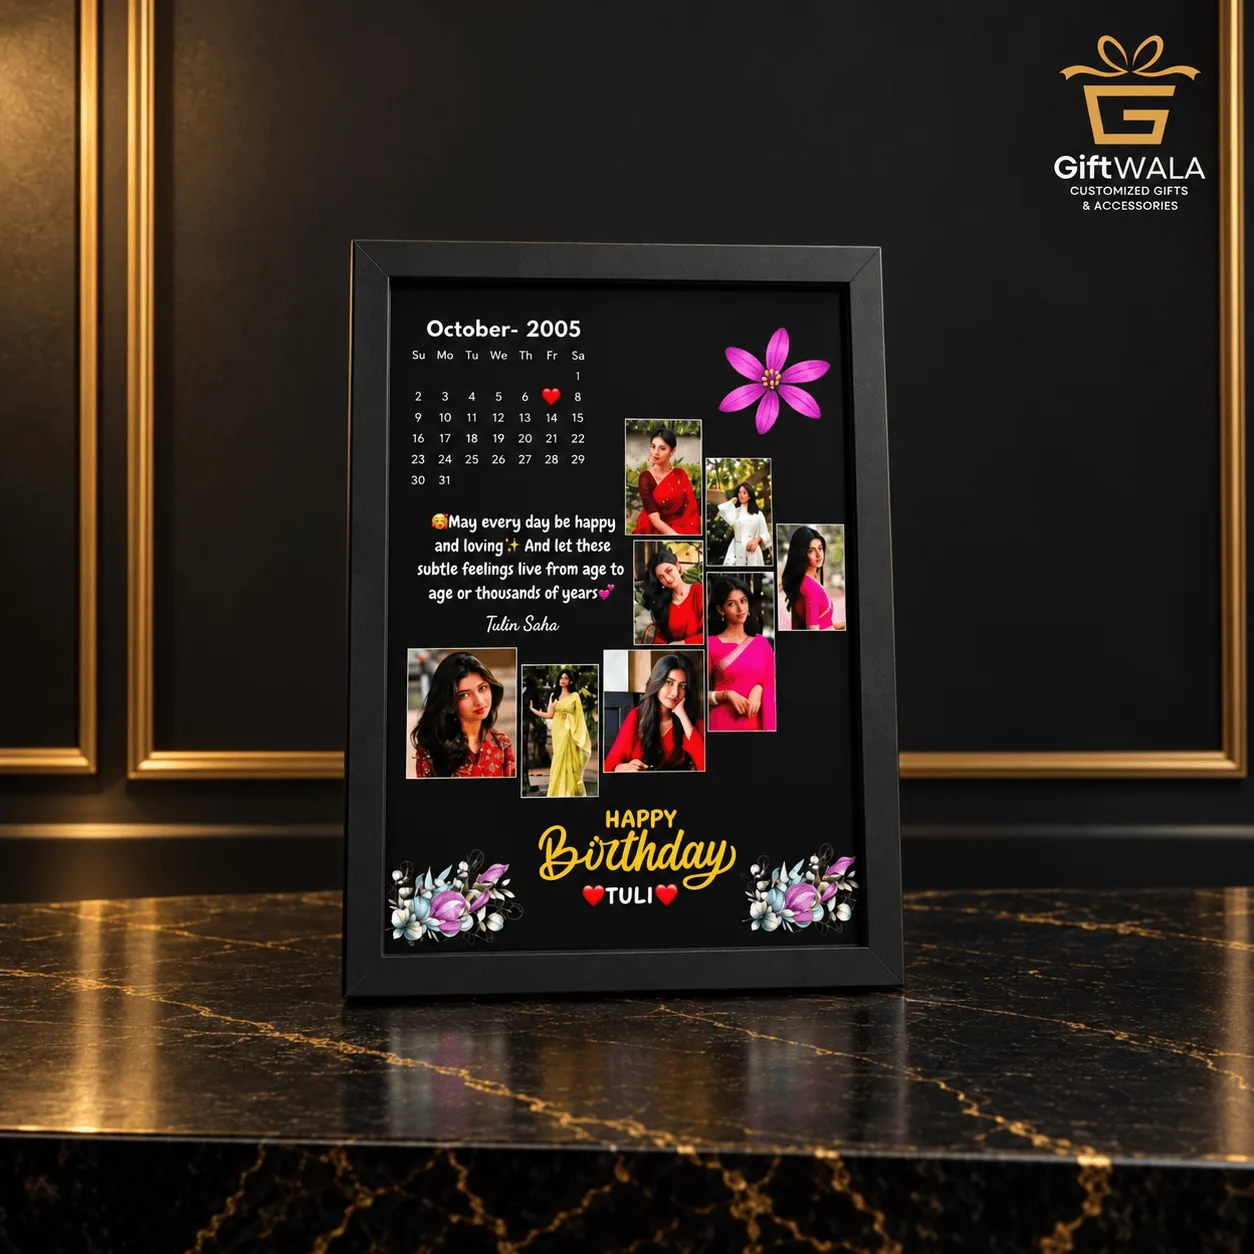 GiftWALA
CUSTOMIZED GIFTS
& ACCESSORIES
October- 2005
Su Mo Tu We Th Fr Sa
1
2 3 4 5 6 ❤️ 8
9 10 11 12 13 14 15
16 17 18 19 20 21 22
23 24 25 26 27 28 29
30 31
🥰May every day be happy
and loving✨ And let these
subtle feelings live from age to
age or thousands of years💕
Tulin Saha
HAPPY
Birthday
❤️TULI❤️